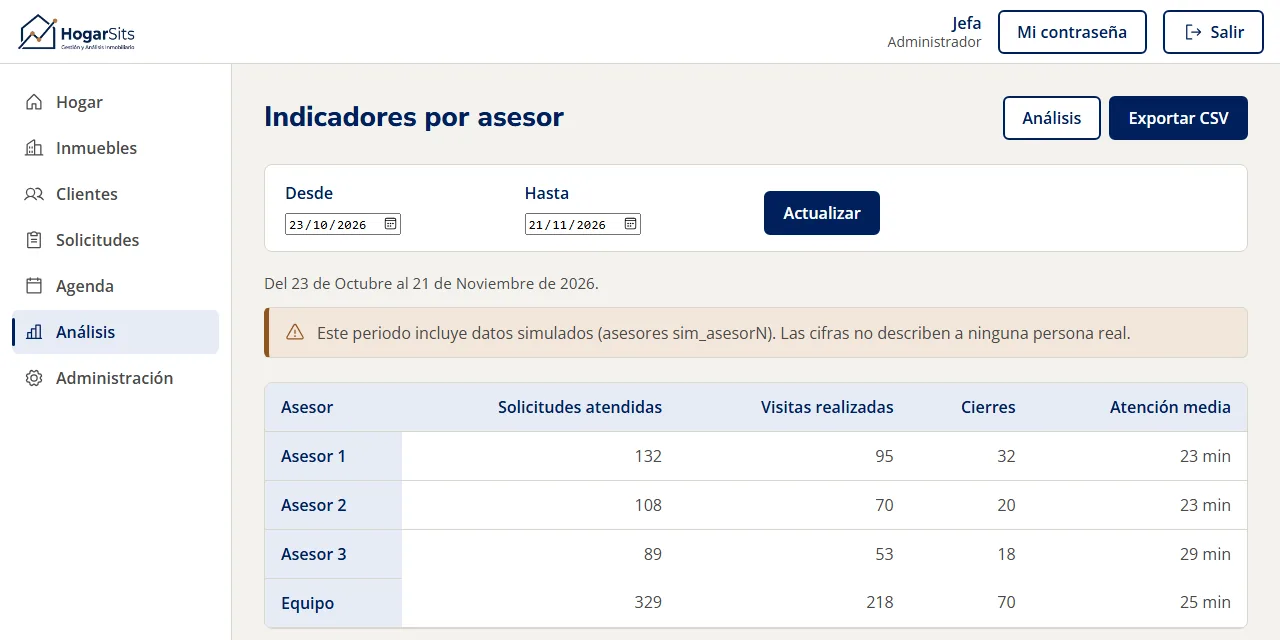 HogarSits
Gestión y Análisis Inmobiliario
Jefa
Administrador
Mi contraseña
Salir
Hogar
Inmuebles
Clientes
Solicitudes
Agenda
Análisis
Administración
Indicadores por asesor
Análisis
Exportar CSV
Desde
Hasta
23/10/2026
21/11/2026
Actualizar
Del 23 de Octubre al 21 de Noviembre de 2026.
Este periodo incluye datos simulados (asesores sim_asesorN). Las cifras no describen a ninguna persona real.
Asesor Solicitudes atendidas Visitas realizadas Cierres Atención media
Asesor 1 132 95 32 23 min
Asesor 2 108 70 20 23 min
Asesor 3 89 53 18 29 min
Equipo 329 218 70 25 min